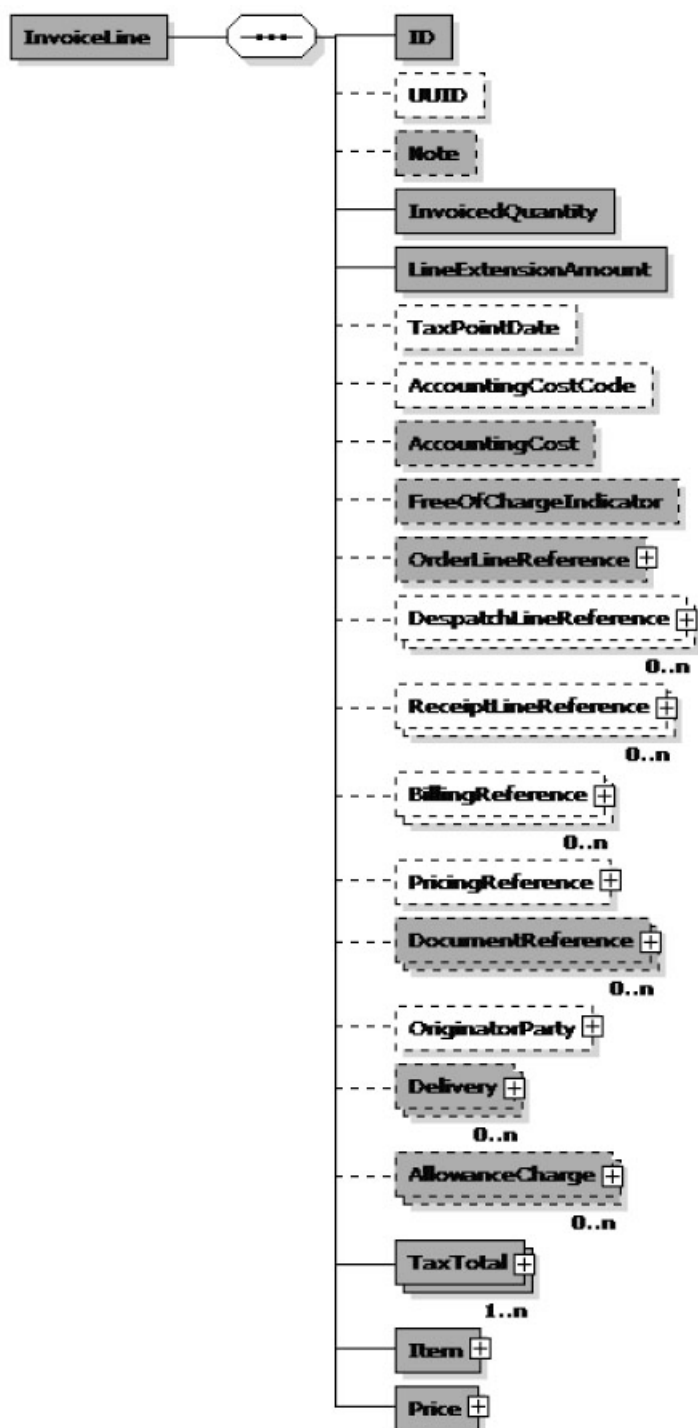 InvoiceLine
ID
UUID
Note
InvoicedQuantity
LineExtensionAmount
TaxPointDate
AccountingCostCode
AccountingCost
FreeOfChargeIndicator
OrderLineReference
DespatchLineReference
0..n
ReceiptLineReference
0..n
BillingReference
0..n
PricingReference
DocumentReference
0..n
OriginatorParty
Delivery
0..n
AllowanceCharge
0..n
TaxTotal
1..n
Item
Price